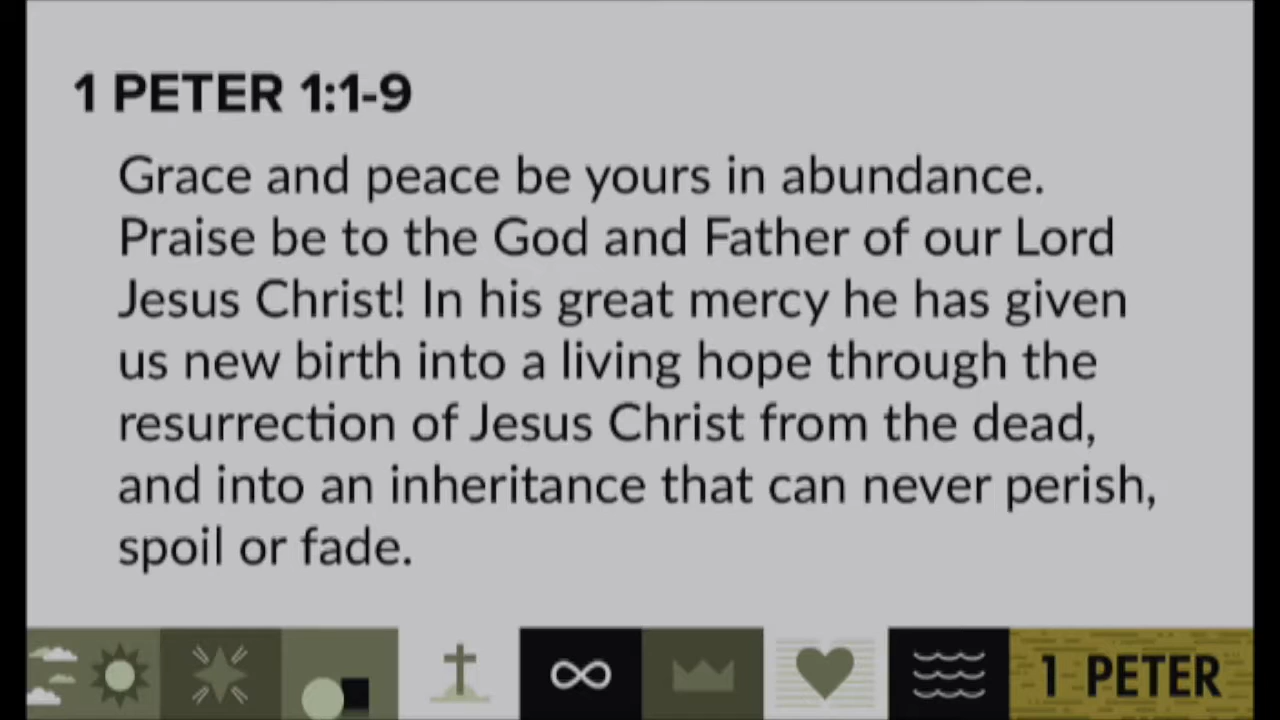 1 PETER 1:1-9
Grace and peace be yours in abundance.
Praise be to the God and Father of our Lord
Jesus Christ! In his great mercy he has given
us new birth into a living hope through the
resurrection of Jesus Christ from the dead,
and into an inheritance that can never perish,
spoil or fade.
1 PETER